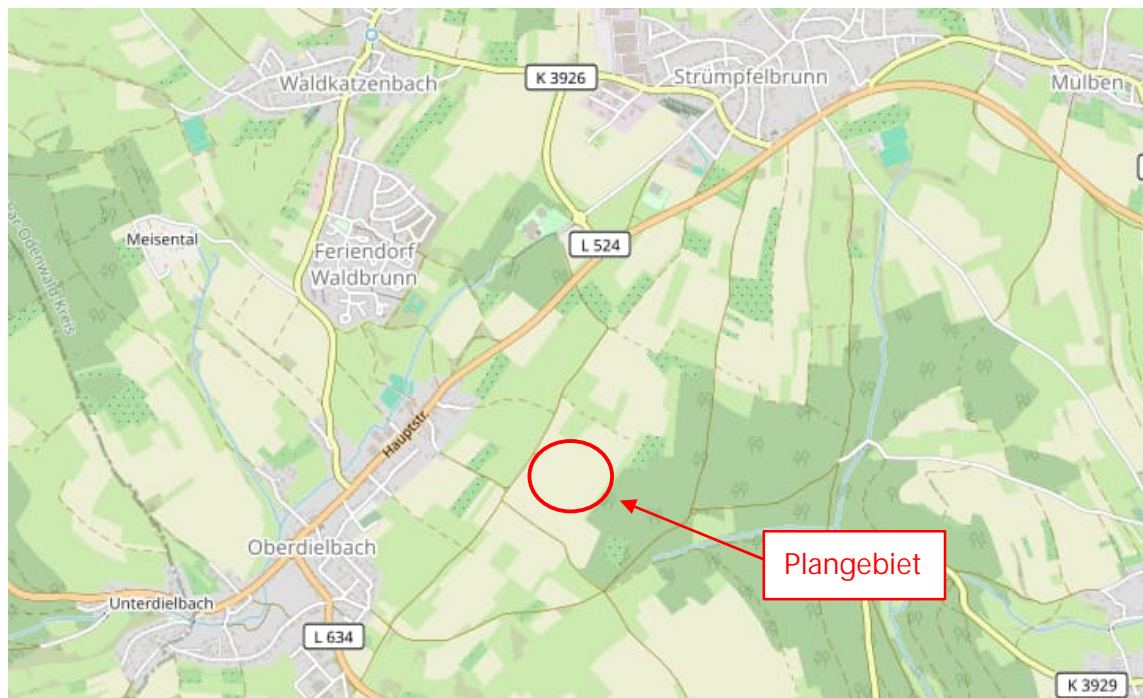 Waldkatzenbach
K 3926
Strümpfelbrunn
Mülben
Meisental
Feriendorf
Waldbrunn
L 524
Hauptstr.
Oberdielbach
Plangebiet
Unterdielbach
L 634
K 3929